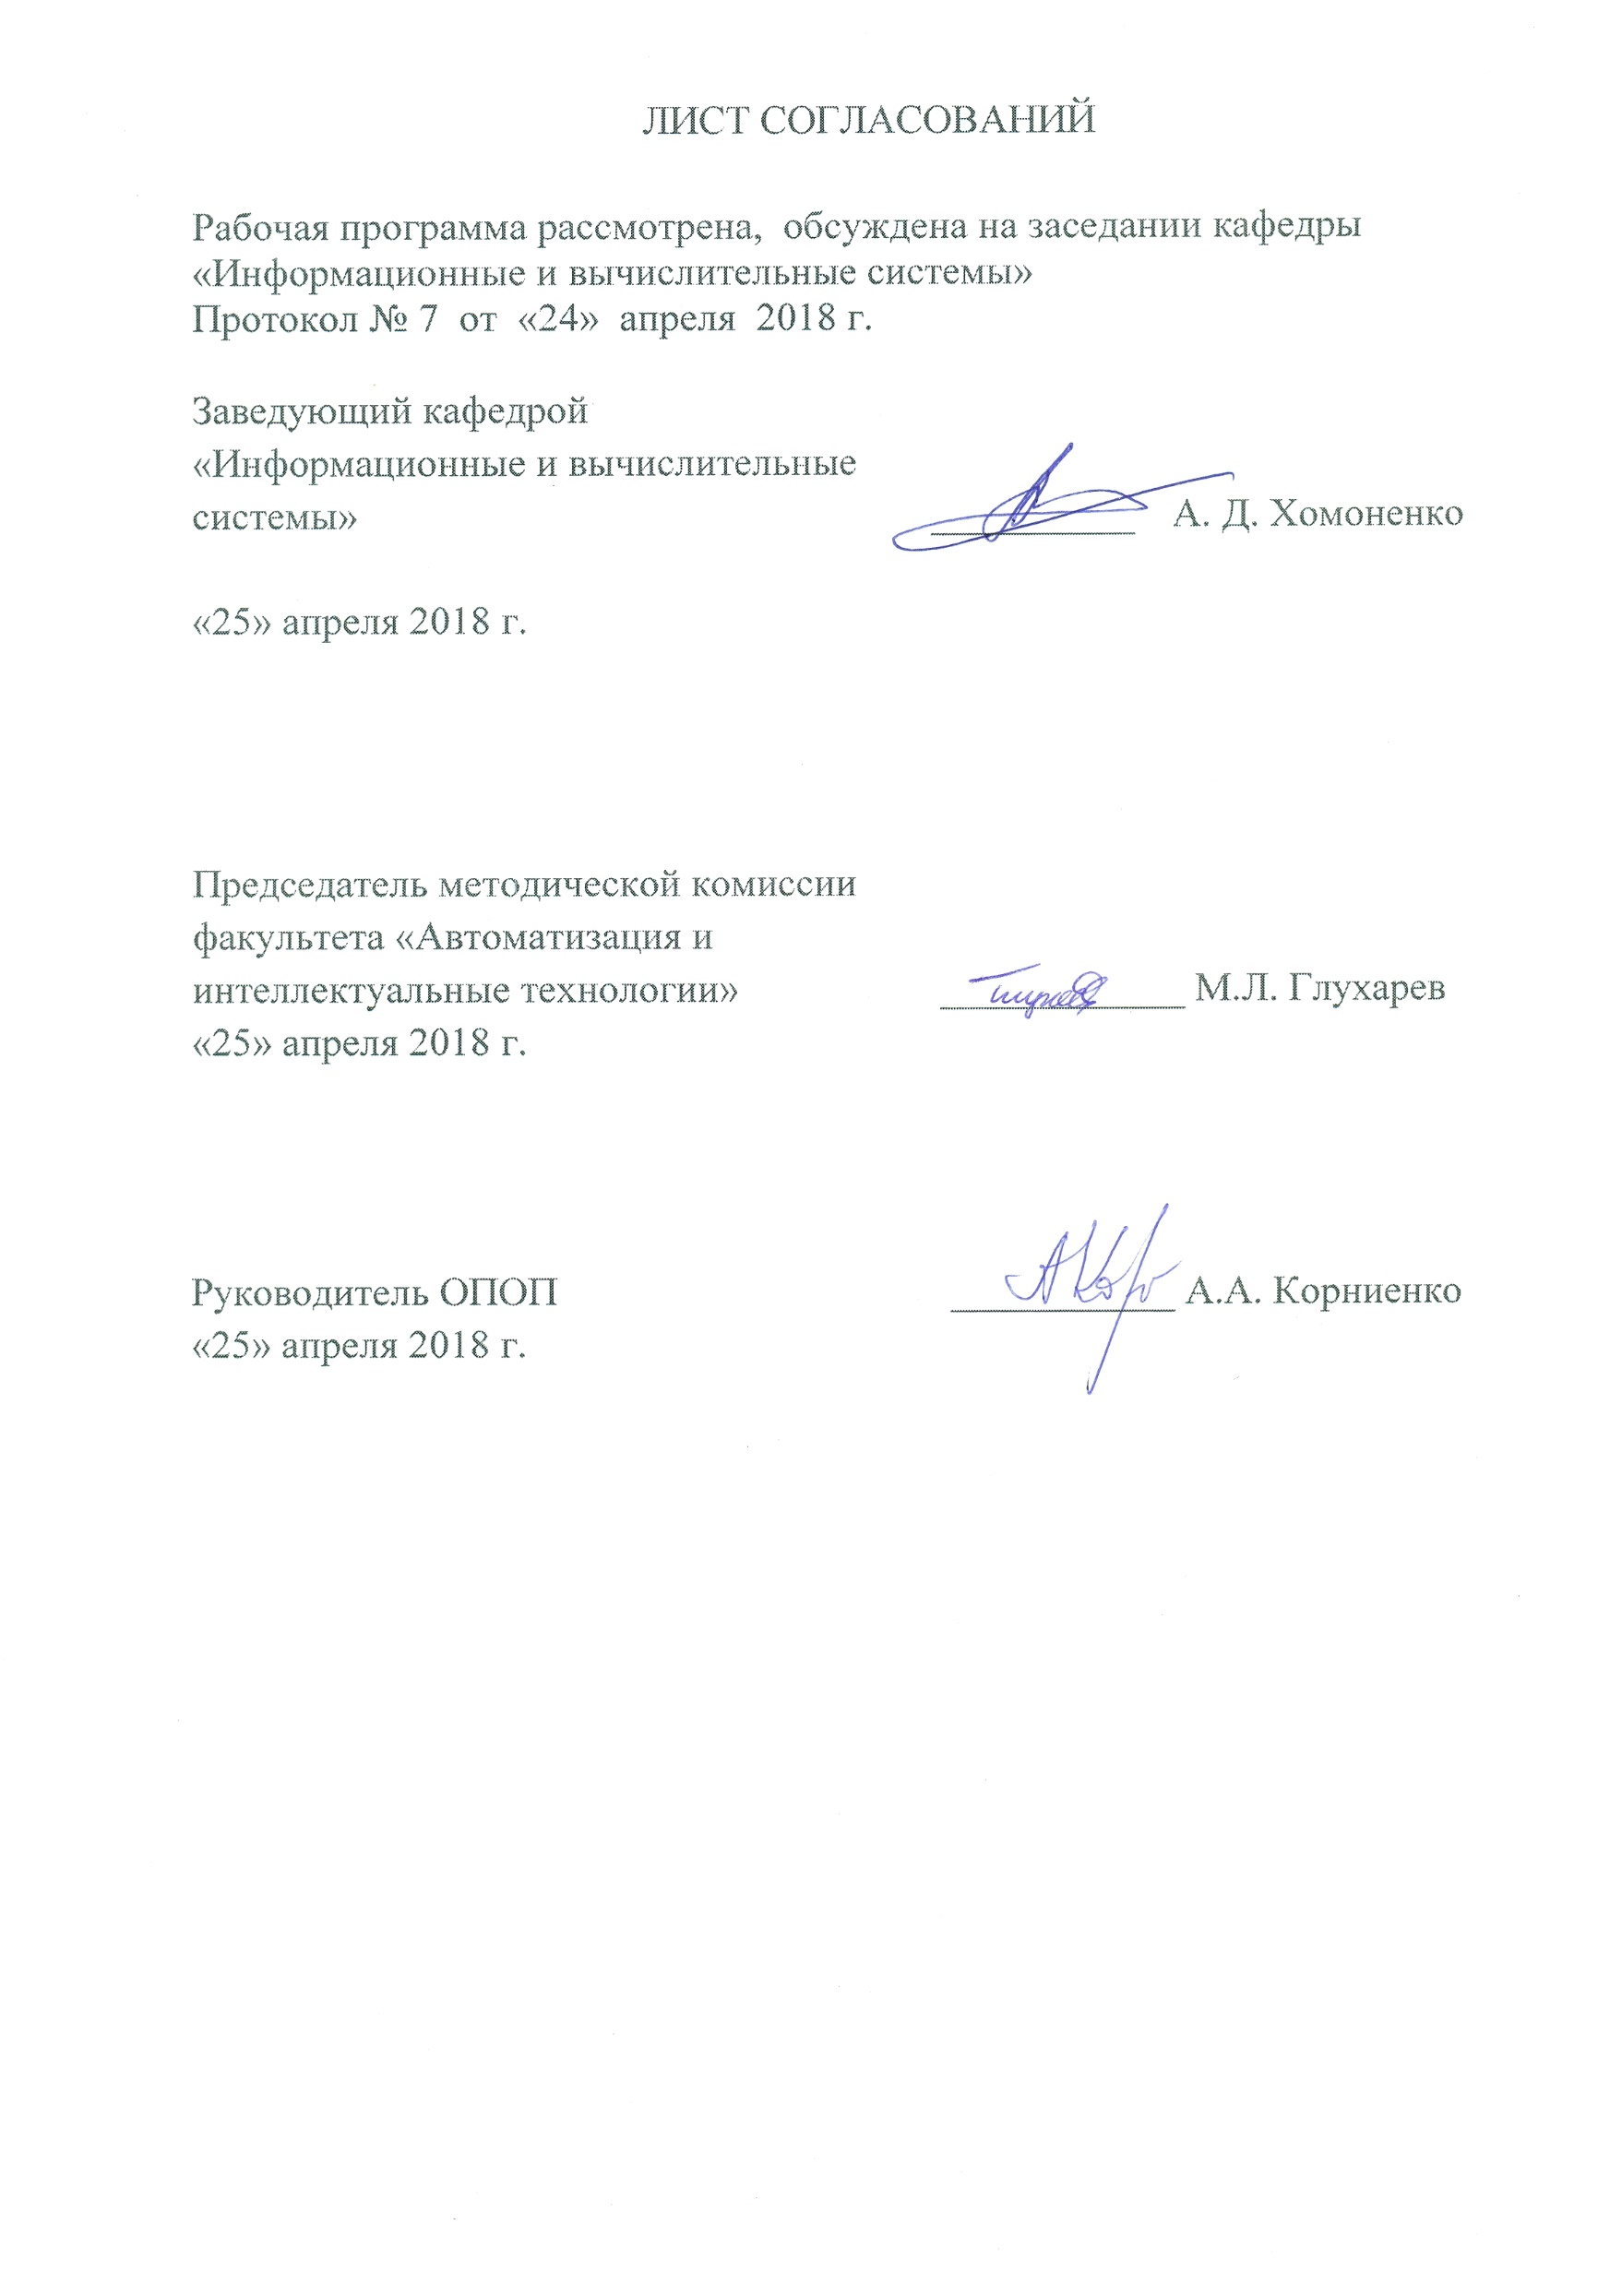 ЛИСТ СОГЛАСОВАНИЙ
Рабочая программа рассмотрена, обсуждена на заседании кафедры
«Информационные и вычислительные системы»
Протокол № 7 от «24» апреля 2018 г.
Заведующий кафедрой
«Информационные и вычислительные
системы» А. Д. Хомоненко
«25» апреля 2018 г.
Председатель методической комиссии
факультета «Автоматизация и
интеллектуальные технологии» М.Л. Глухарев
«25» апреля 2018 г.
Руководитель ОПОП А.А. Корниенко
«25» апреля 2018 г.